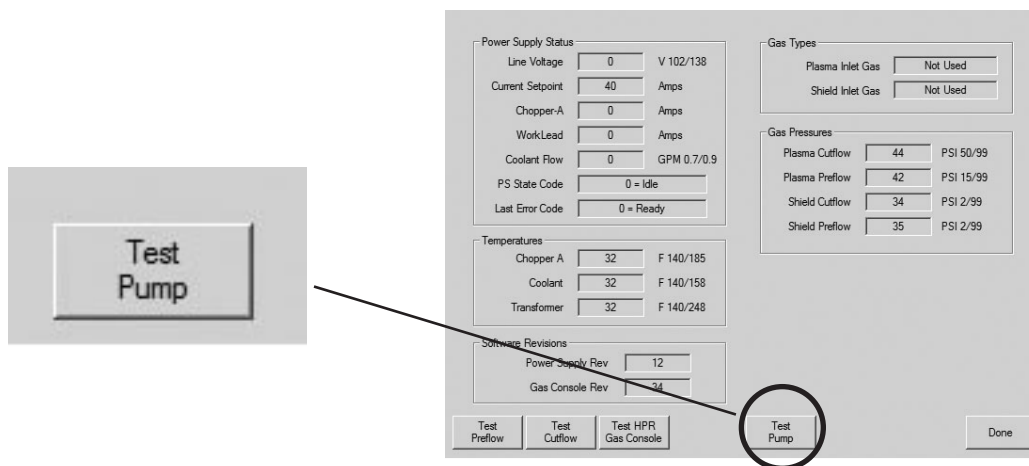 Test
Pump
Power Supply Status
Line Voltage 0 V 102/138
Current Setpoint 40 Amps
Chopper-A 0 Amps
WorkLead 0 Amps
Coolant Flow 0 GPM 0.7/0.9
PS State Code 0 = Idle
Last Error Code 0 = Ready
Temperatures
Chopper A 32 F 140/185
Coolant 32 F 140/158
Transformer 32 F 140/248
Software Revisions
Power Supply Rev 12
Gas Console Rev 34
Gas Types
Plasma Inlet Gas Not Used
Shield Inlet Gas Not Used
Gas Pressures
Plasma Cutflow 44 PSI 50/99
Plasma Preflow 42 PSI 15/99
Shield Cutflow 34 PSI 2/99
Shield Preflow 35 PSI 2/99
Test
Preflow
Test
Cutflow
Test HPR
Gas Console
Test
Pump
Done